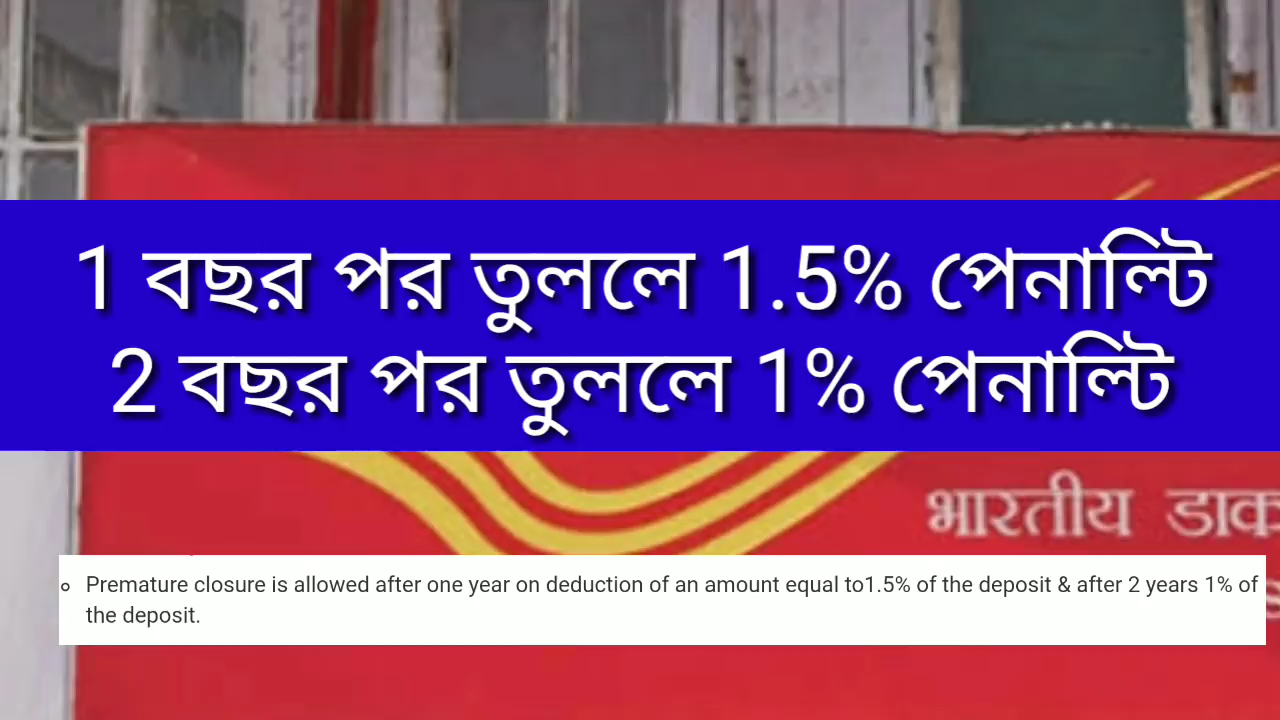 1 বছর পর তুললে 1.5% পেনাল্টি
2 বছর পর তুললে 1% পেনাল্টি
भारतीय डाक
Premature closure is allowed after one year on deduction of an amount equal to1.5% of the deposit & after 2 years 1% of
the deposit.